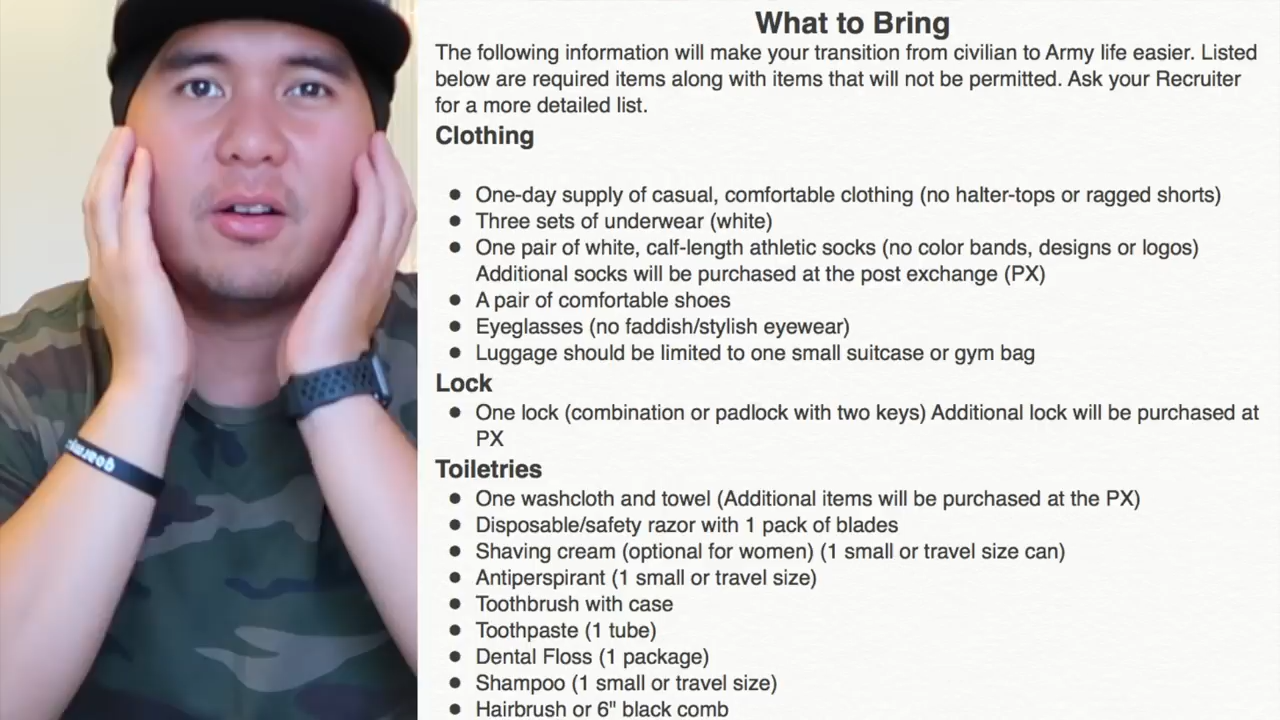 What to Bring
The following information will make your transition from civilian to Army life easier. Listed
below are required items along with items that will not be permitted. Ask your Recruiter
for a more detailed list.
Clothing
● One-day supply of casual, comfortable clothing (no halter-tops or ragged shorts)
● Three sets of underwear (white)
● One pair of white, calf-length athletic socks (no color bands, designs or logos)
Additional socks will be purchased at the post exchange (PX)
● A pair of comfortable shoes
● Eyeglasses (no faddish/stylish eyewear)
● Luggage should be limited to one small suitcase or gym bag
Lock
● One lock (combination or padlock with two keys) Additional lock will be purchased at
PX
Toiletries
● One washcloth and towel (Additional items will be purchased at the PX)
● Disposable/safety razor with 1 pack of blades
● Shaving cream (optional for women) (1 small or travel size can)
● Antiperspirant (1 small or travel size)
● Toothbrush with case
● Toothpaste (1 tube)
● Dental Floss (1 package)
● Shampoo (1 small or travel size)
● Hairbrush or 6" black comb